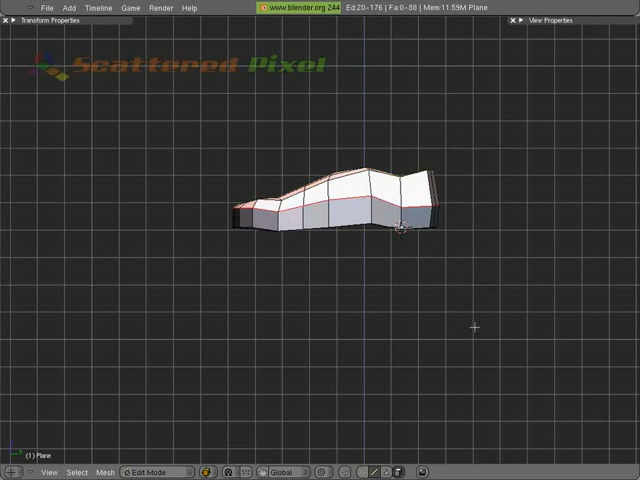 File Add Timeline Game Render Help www.blender.org 244 Ed:20-176 | Fa:0-88 | Mem:11.59M Plane
Transform Properties View Properties
Scattered Pixel
(1) Plane
View Select Mesh Edit Mode Global